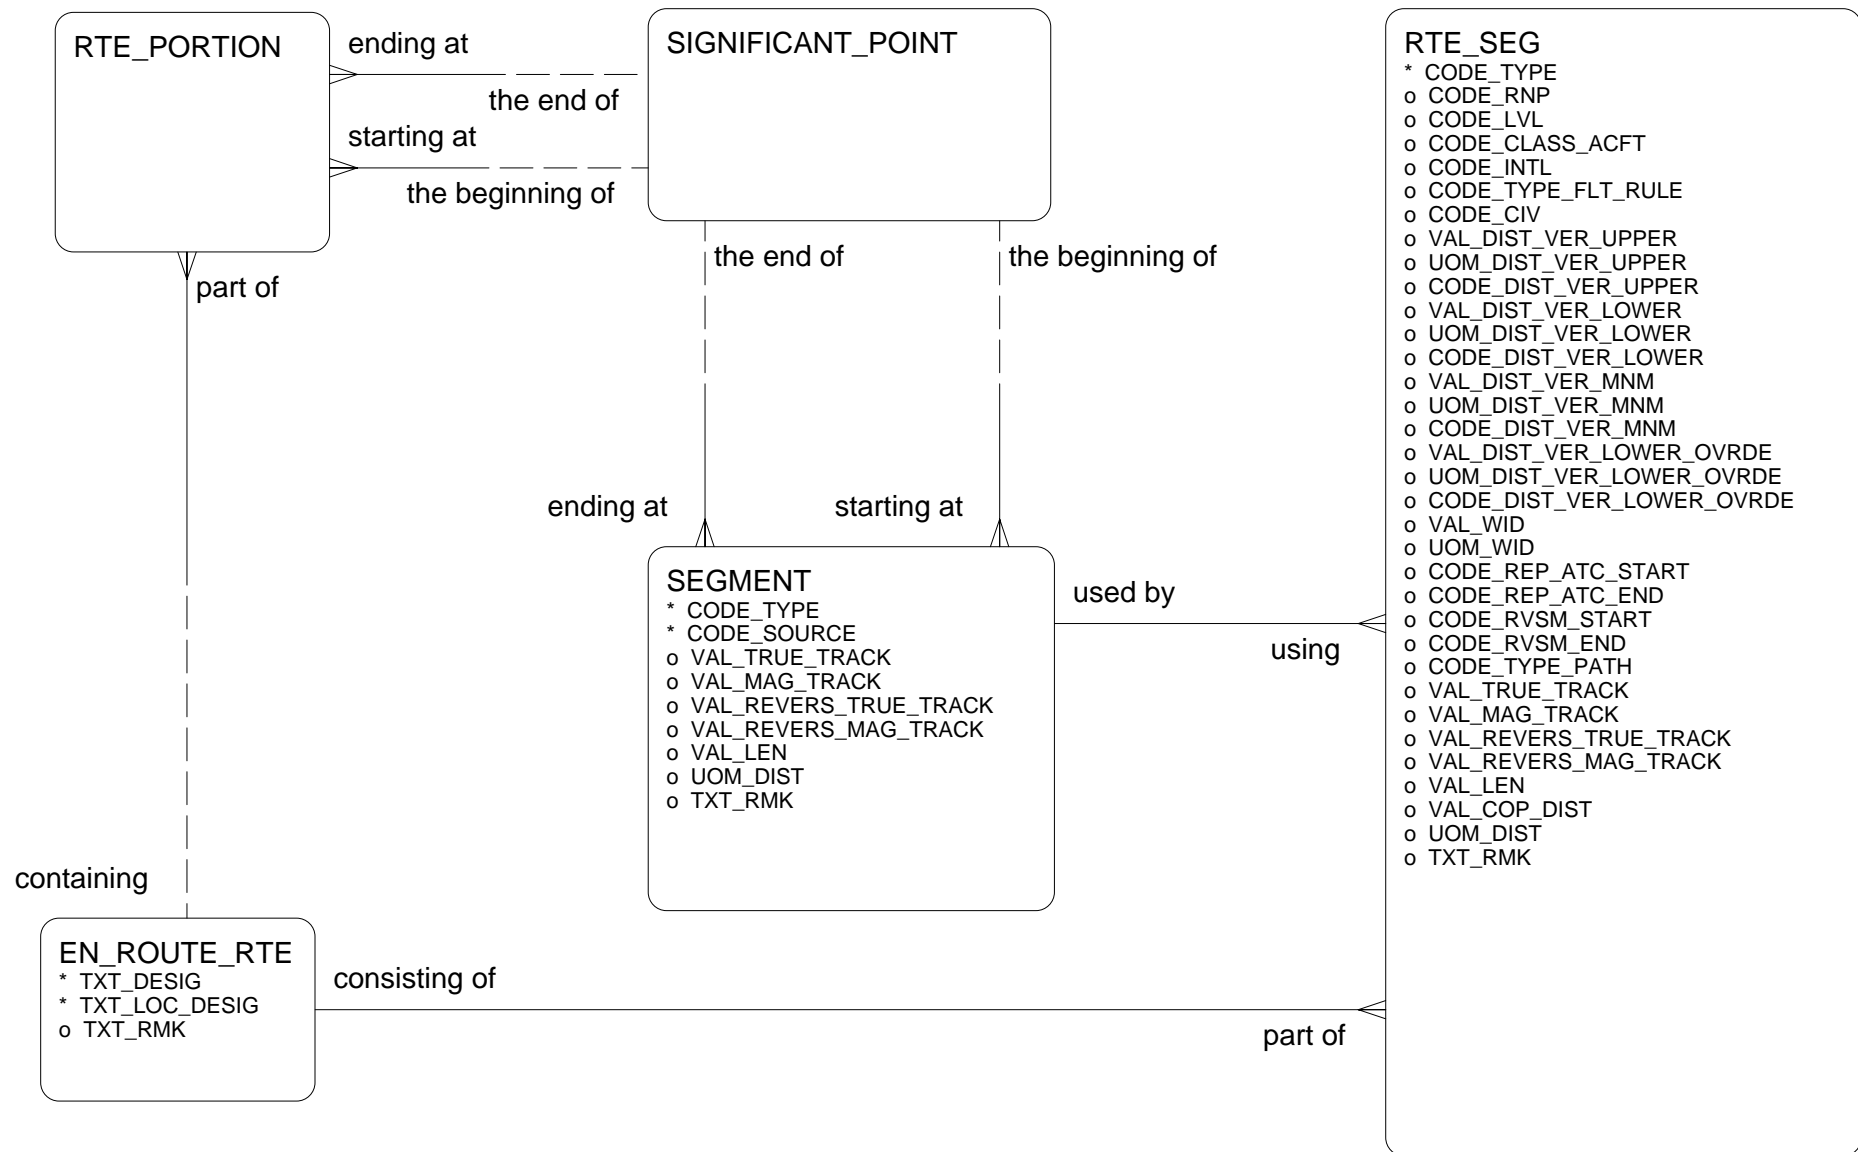 RTE_PORTION
ending at
the end of
starting at
the beginning of
part of
SIGNIFICANT_POINT
the end of
the beginning of
ending at
starting at
SEGMENT
* CODE_TYPE
* CODE_SOURCE
o VAL_TRUE_TRACK
o VAL_MAG_TRACK
o VAL_REVERS_TRUE_TRACK
o VAL_REVERS_MAG_TRACK
o VAL_LEN
o UOM_DIST
o TXT_RMK
used by
using
containing
EN_ROUTE_RTE
* TXT_DESIG
* TXT_LOC_DESIG
o TXT_RMK
consisting of
part of
RTE_SEG
* CODE_TYPE
o CODE_RNP
o CODE_LVL
o CODE_CLASS_ACFT
o CODE_INTL
o CODE_TYPE_FLT_RULE
o CODE_CIV
o VAL_DIST_VER_UPPER
o UOM_DIST_VER_UPPER
o CODE_DIST_VER_UPPER
o VAL_DIST_VER_LOWER
o UOM_DIST_VER_LOWER
o CODE_DIST_VER_LOWER
o VAL_DIST_VER_MNM
o UOM_DIST_VER_MNM
o CODE_DIST_VER_MNM
o VAL_DIST_VER_LOWER_OVRDE
o UOM_DIST_VER_LOWER_OVRDE
o CODE_DIST_VER_LOWER_OVRDE
o VAL_WID
o UOM_WID
o CODE_REP_ATC_START
o CODE_REP_ATC_END
o CODE_RVSM_START
o CODE_RVSM_END
o CODE_TYPE_PATH
o VAL_TRUE_TRACK
o VAL_MAG_TRACK
o VAL_REVERS_TRUE_TRACK
o VAL_REVERS_MAG_TRACK
o VAL_LEN
o VAL_COP_DIST
o UOM_DIST
o TXT_RMK